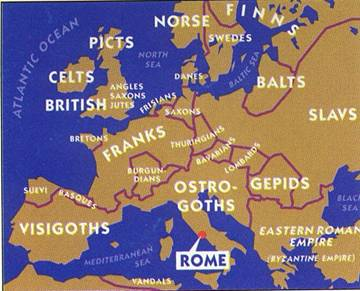 FINNS
NORSE
SWEDES
PICTS
ATLANTIC OCEAN
NORTH
SEA
BALTIC SEA
DANES
CELTS
BALTS
ANGLES
SAXONS
JUTES
BRITISH
FRISIANS
SAXONS
SLAVS
BRETONS
FRANKS
THURINGIANS
BAVARIANS
LOMBARDS
BURGUN-
DIANS
SUEVI
BASQUES
OSTRO-
GOTHS
GEPIDS
BLACK
SEA
VISIGOTHS
EASTERN ROMAN
EMPIRE
(BYZANTINE EMPIRE)
MEDITERRANEAN
SEA
ROME
VANDALS